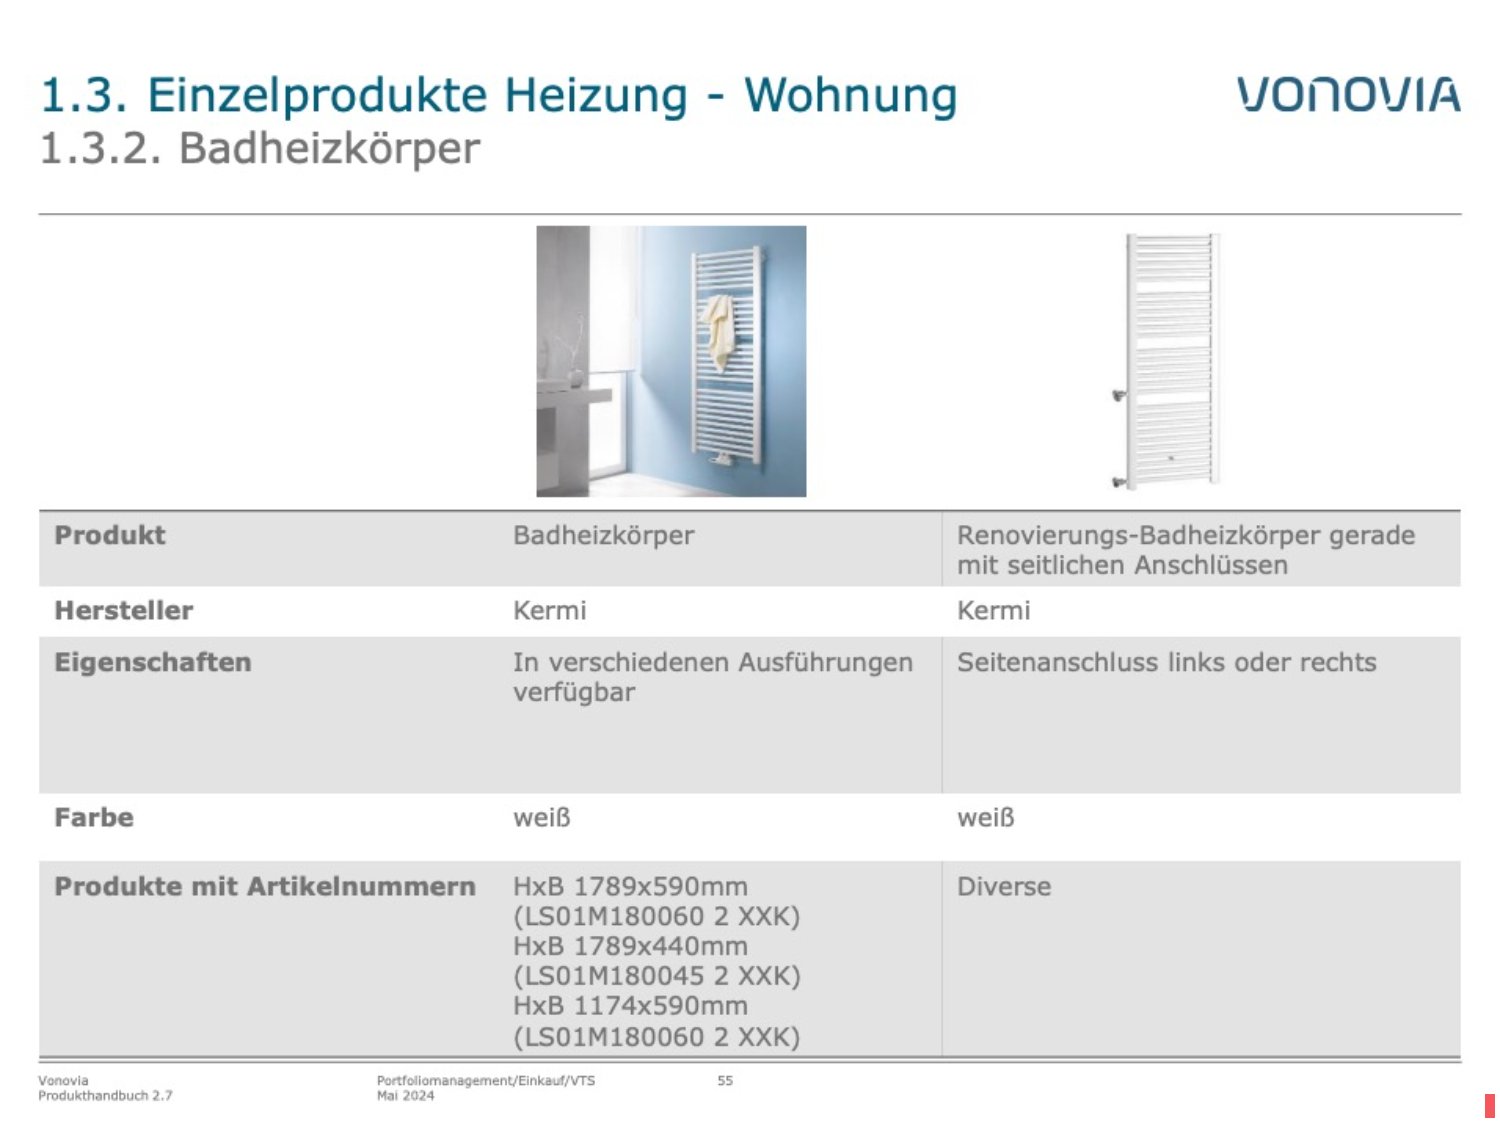 1.3. Einzelprodukte Heizung - Wohnung
VONOVIA
1.3.2. Badheizkörper
Produkt
Badheizkörper
Renovierungs-Badheizkörper gerade
mit seitlichen Anschlüssen
Hersteller
Kermi
Kermi
Eigenschaften
In verschiedenen Ausführungen
verfügbar
Seitenanschluss links oder rechts
Farbe
weiß
weiß
Produkte mit Artikelnummern
HxB 1789x590mm
(LS01M180060 2 XXK)
HxB 1789x440mm
(LS01M180045 2 XXK)
HxB 1174x590mm
(LS01M180060 2 XXK)
Diverse
Vonovia
Produkthandbuch 2.7
Portfoliomanagement/Einkauf/VTS
Mai 2024
55